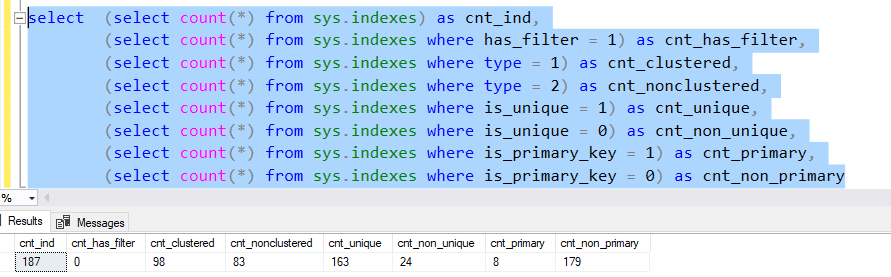 select (select count(*) from sys.indexes) as cnt_ind,
(select count(*) from sys.indexes where has_filter = 1) as cnt_has_filter,
(select count(*) from sys.indexes where type = 1) as cnt_clustered,
(select count(*) from sys.indexes where type = 2) as cnt_nonclustered,
(select count(*) from sys.indexes where is_unique = 1) as cnt_unique,
(select count(*) from sys.indexes where is_unique = 0) as cnt_non_unique,
(select count(*) from sys.indexes where is_primary_key = 1) as cnt_primary,
(select count(*) from sys.indexes where is_primary_key = 0) as cnt_non_primary
%
Results Messages
cnt_ind cnt_has_filter cnt_clustered cnt_nonclustered cnt_unique cnt_non_unique cnt_primary cnt_non_primary
187 0 98 83 163 24 8 179